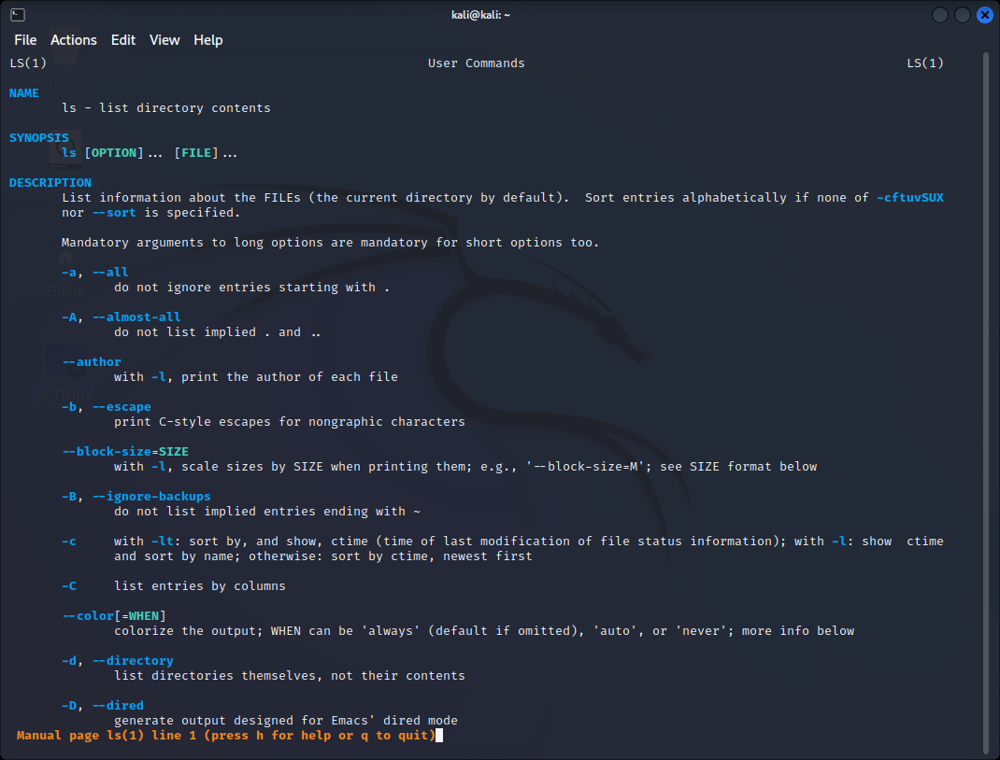 kali@kali: ~
File Actions Edit View Help
LS(1) User Commands LS(1)
NAME
ls - list directory contents
SYNOPSIS
ls [OPTION]... [FILE]...
DESCRIPTION
List information about the FILEs (the current directory by default). Sort entries alphabetically if none of -cftuvSUX
nor --sort is specified.
Mandatory arguments to long options are mandatory for short options too.
-a, --all
do not ignore entries starting with .
-A, --almost-all
do not list implied . and ..
--author
with -l, print the author of each file
-b, --escape
print C-style escapes for nongraphic characters
--block-size=SIZE
with -l, scale sizes by SIZE when printing them; e.g., '--block-size=M'; see SIZE format below
-B, --ignore-backups
do not list implied entries ending with ~
-c with -lt: sort by, and show, ctime (time of last modification of file status information); with -l: show ctime
and sort by name; otherwise: sort by ctime, newest first
-C list entries by columns
--color[=WHEN]
colorize the output; WHEN can be 'always' (default if omitted), 'auto', or 'never'; more info below
-d, --directory
list directories themselves, not their contents
-D, --dired
generate output designed for Emacs' dired mode
Manual page ls(1) line 1 (press h for help or q to quit)
Trash
Home